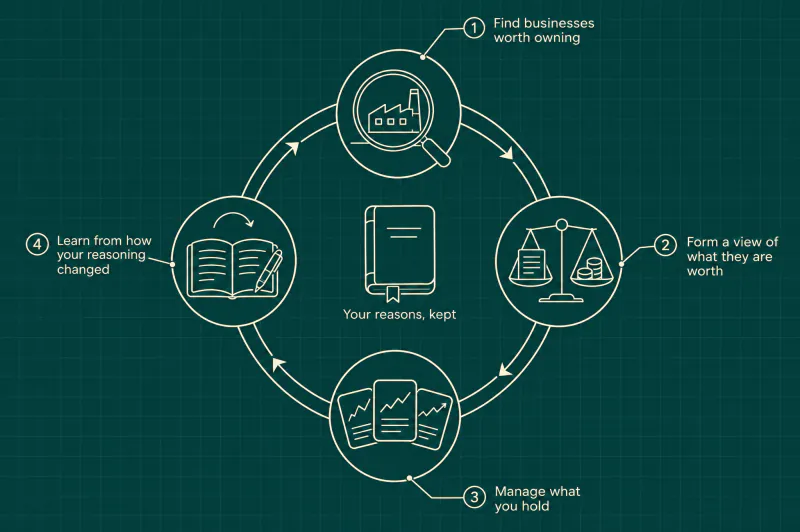 1 Find businesses
worth owning
2 Form a view of
what they are
worth
3 Manage what
you hold
4 Learn from how
your reasoning
changed
Your reasons, kept